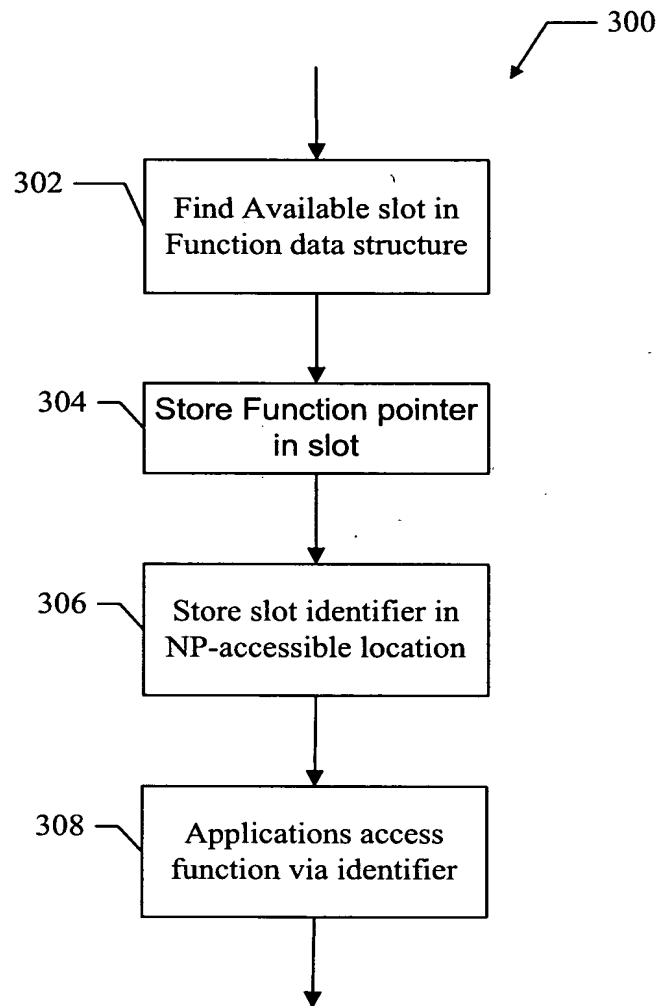 300
302
Find Available slot in
Function data structure
304
Store Function pointer
in slot
306
Store slot identifier in
NP-accessible location
308
Applications access
function via identifier